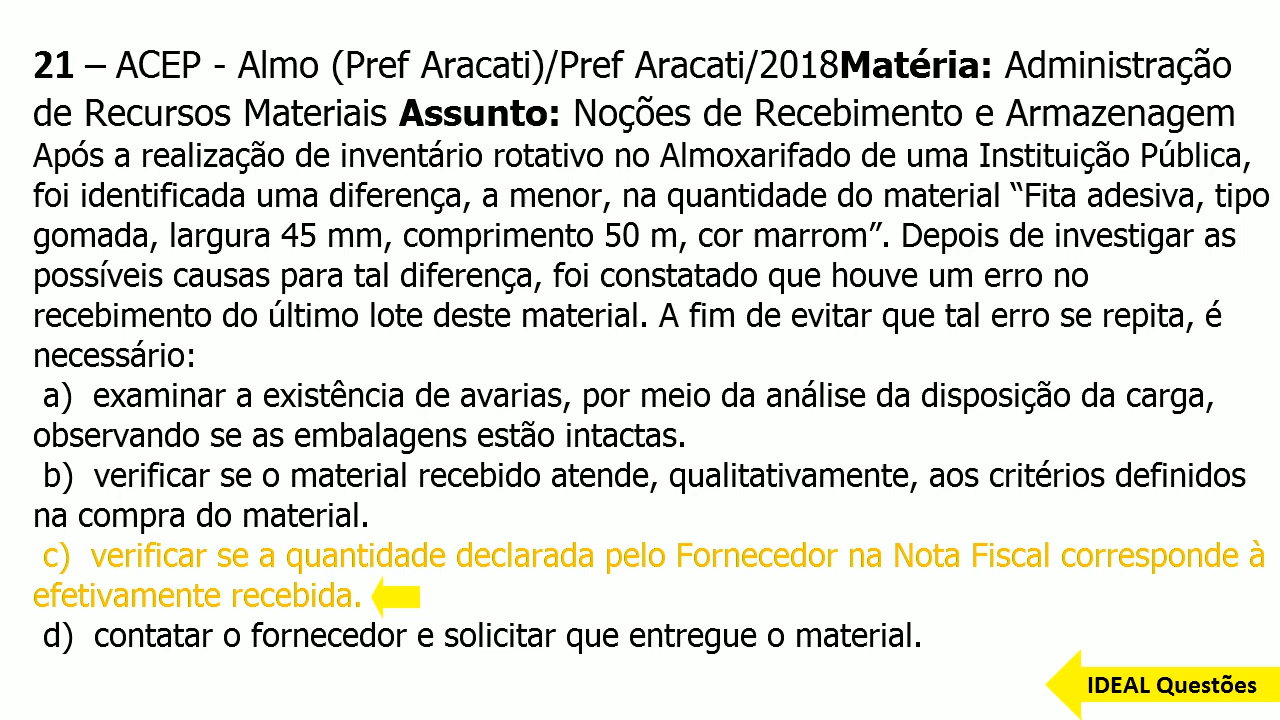 21 – ACEP - Almo (Pref Aracati)/Pref Aracati/2018Matéria: Administração
de Recursos Materiais Assunto: Noções de Recebimento e Armazenagem
Após a realização de inventário rotativo no Almoxarifado de uma Instituição Pública,
foi identificada uma diferença, a menor, na quantidade do material “Fita adesiva, tipo
gomada, largura 45 mm, comprimento 50 m, cor marrom”. Depois de investigar as
possíveis causas para tal diferença, foi constatado que houve um erro no
recebimento do último lote deste material. A fim de evitar que tal erro se repita, é
necessário:
a) examinar a existência de avarias, por meio da análise da disposição da carga,
observando se as embalagens estão intactas.
b) verificar se o material recebido atende, qualitativamente, aos critérios definidos
na compra do material.
c) verificar se a quantidade declarada pelo Fornecedor na Nota Fiscal corresponde à
efetivamente recebida.
d) contatar o fornecedor e solicitar que entregue o material.
IDEAL Questões